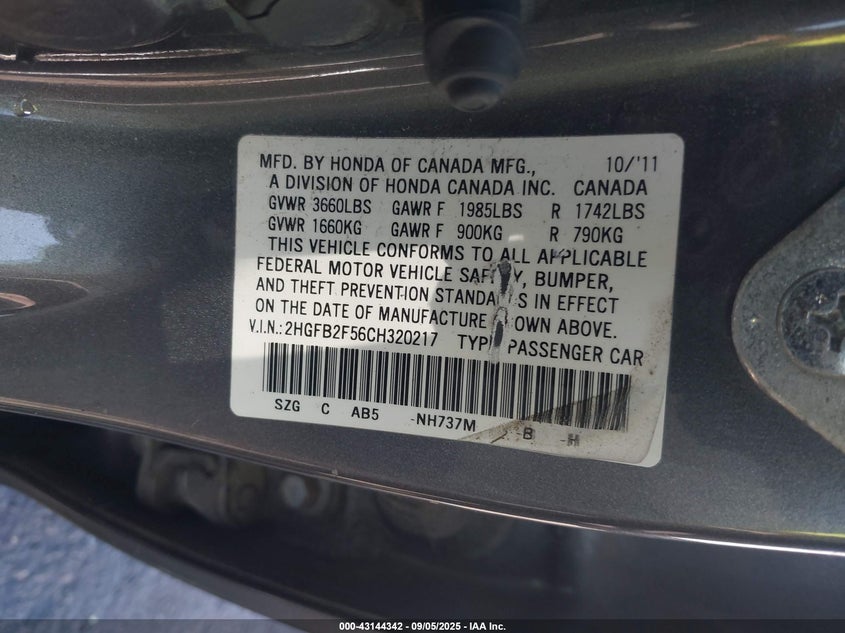 MFD. BY HONDA OF CANADA MFG., 10/'11
A DIVISION OF HONDA CANADA INC. CANADA
GVWR 3660LBS GAWR F 1985LBS R 1742LBS
GVWR 1660KG GAWR F 900KG R 790KG
THIS VEHICLE CONFORMS TO ALL APPLICABLE
FEDERAL MOTOR VEHICLE SAFETY, BUMPER,
AND THEFT PREVENTION STANDARDS IN EFFECT
ON THE DATE OF MANUFACTURE SHOWN ABOVE.
V.I.N.: 2HGFB2F56CH320217 TYPE PASSENGER CAR
SZG C AB5 -NH737M B -H
000-43144342 - 09/05/2025 - IAA Inc.